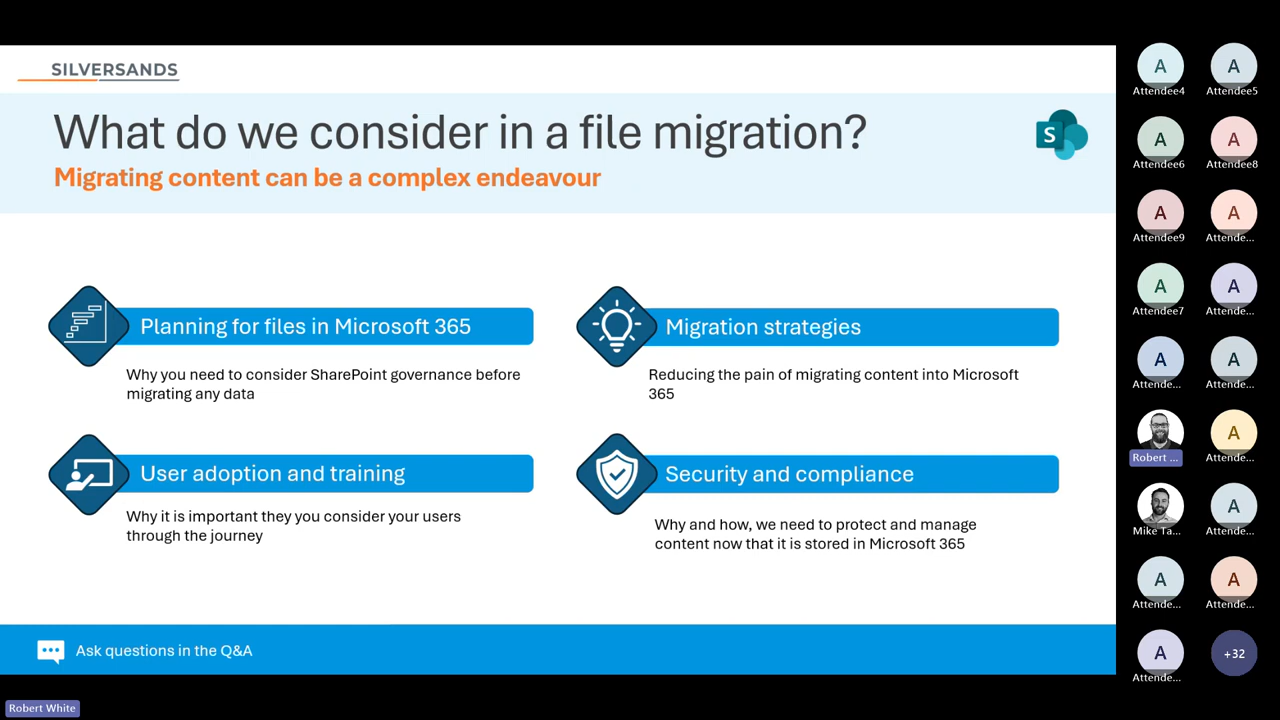 SILVERSANDS
What do we consider in a file migration?
Migrating content can be a complex endeavour
S
Planning for files in Microsoft 365
Why you need to consider SharePoint governance before
migrating any data
Migration strategies
Reducing the pain of migrating content into Microsoft
365
User adoption and training
Why it is important they you consider your users
through the journey
Security and compliance
Why and how, we need to protect and manage
content now that it is stored in Microsoft 365
Ask questions in the Q&A
Robert White
A
Attendee4
A
Attendee5
A
Attendee6
A
Attendee8
A
Attendee9
A
Attende...
A
Attendee7
A
Attende...
A
Attende...
A
Attende...
Robert ...
A
Attende...
Mike Ta...
A
Attende...
A
Attende...
A
Attende...
A
Attende...
+32